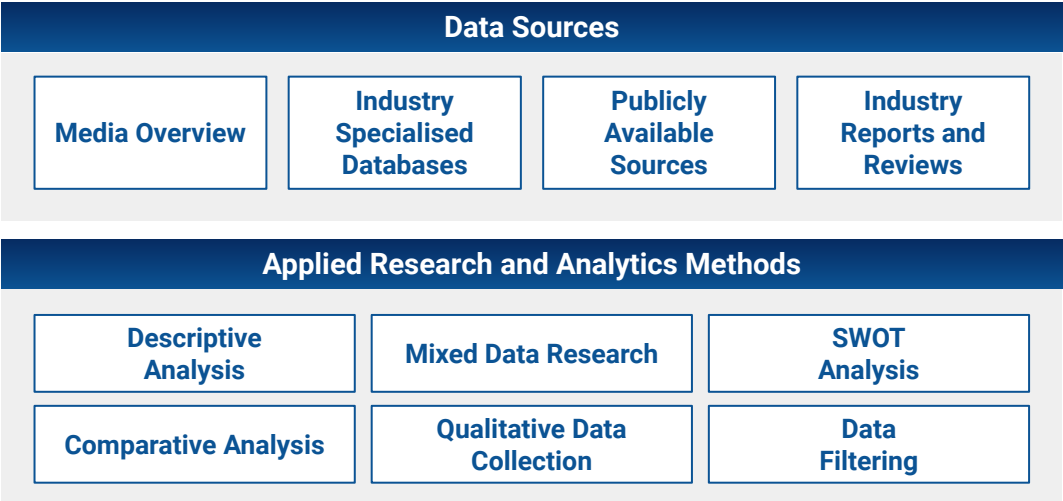 Data Sources
Media Overview
Industry
Specialised
Databases
Publicly
Available
Sources
Industry
Reports and
Reviews
Applied Research and Analytics Methods
Descriptive
Analysis
Mixed Data Research
SWOT
Analysis
Comparative Analysis
Qualitative Data
Collection
Data
Filtering